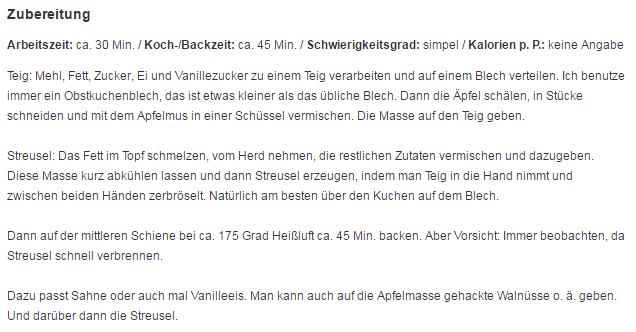 Zubereitung
Arbeitszeit: ca. 30 Min. / Koch-/Backzeit: ca. 45 Min. / Schwierigkeitsgrad: simpel / Kalorien p. P.: keine Angabe
Teig: Mehl, Fett, Zucker, Ei und Vanillezucker zu einem Teig verarbeiten und auf einem Blech verteilen. Ich benutze
immer ein Obstkuchenblech, das ist etwas kleiner als das übliche Blech. Dann die Äpfel schälen, in Stücke
schneiden und mit dem Apfelmus in einer Schüssel vermischen. Die Masse auf den Teig geben.
Streusel: Das Fett im Topf schmelzen, vom Herd nehmen, die restlichen Zutaten vermischen und dazugeben.
Diese Masse kurz abkühlen lassen und dann Streusel erzeugen, indem man Teig in die Hand nimmt und
zwischen beiden Händen zerbröselt. Natürlich am besten über den Kuchen auf dem Blech.
Dann auf der mittleren Schiene bei ca. 175 Grad Heißluft ca. 45 Min. backen. Aber Vorsicht: Immer beobachten, da
Streusel schnell verbrennen.
Dazu passt Sahne oder auch mal Vanilleeis. Man kann auch auf die Apfelmasse gehackte Walnüsse o. ä. geben.
Und darüber dann die Streusel.